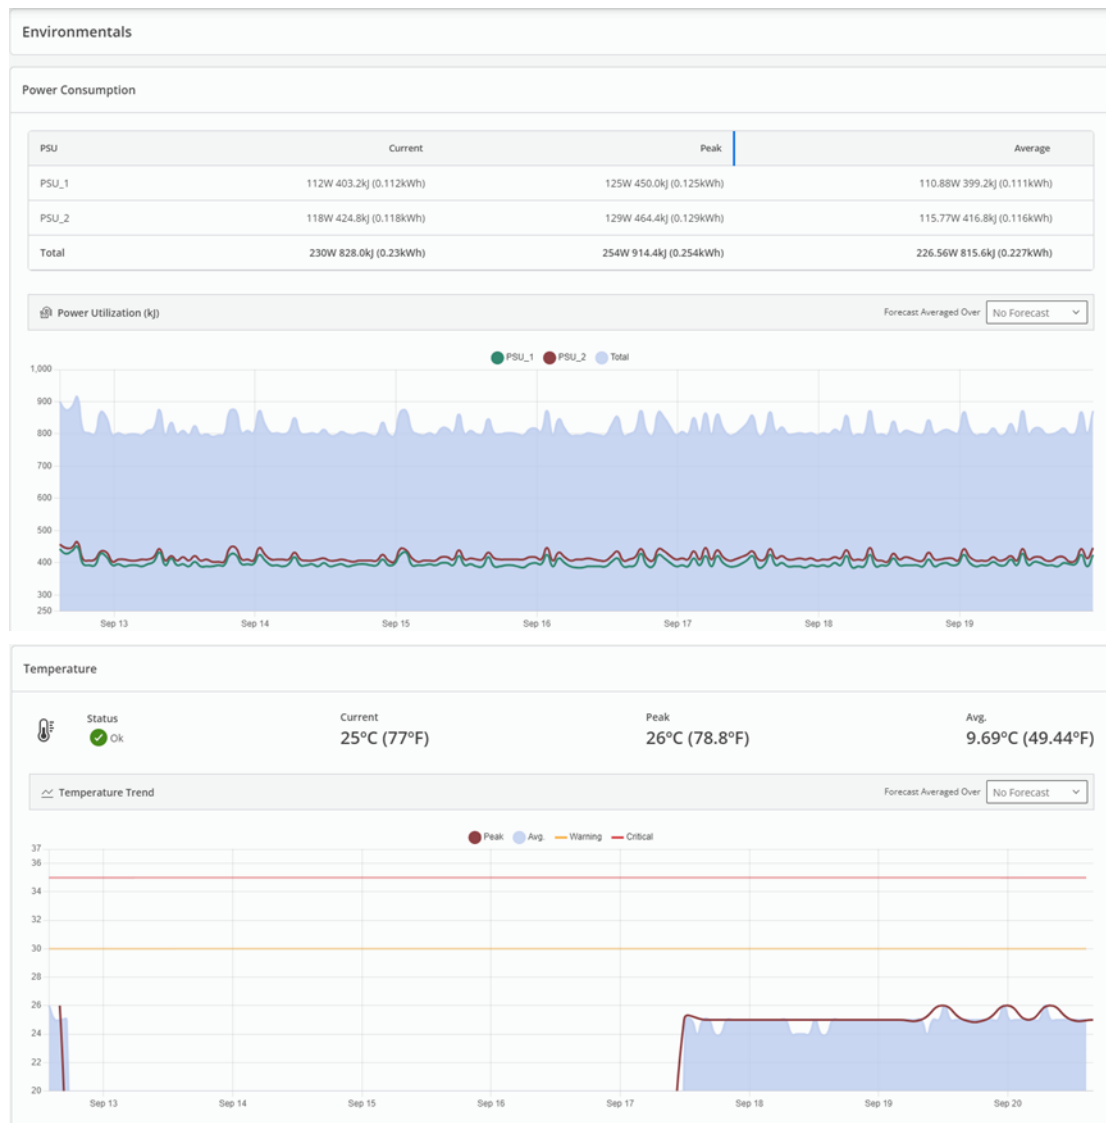 Environmentals
Power Consumption
PSU Current Peak Average
PSU_1 112W 403.2kJ (0.112kWh) 125W 450.0kJ (0.125kWh) 110.88W 399.2kJ (0.111kWh)
PSU_2 118W 424.8kJ (0.118kWh) 129W 464.4kJ (0.129kWh) 115.77W 416.8kJ (0.116kWh)
Total 230W 828.0kJ (0.23kWh) 254W 914.4kJ (0.254kWh) 226.56W 815.6kJ (0.227kWh)
Power Utilization (kJ) Forecast Averaged Over No Forecast
PSU_1 PSU_2 Total
1,000
900
800
700
600
500
400
300
250
Sep 13 Sep 14 Sep 15 Sep 16 Sep 17 Sep 18 Sep 19
Temperature
Status Current Peak Avg.
Ok 25°C (77°F) 26°C (78.8°F) 9.69°C (49.44°F)
Temperature Trend Forecast Averaged Over No Forecast
Peak Avg. Warning Critical
37
36
34
32
30
28
26
24
22
20
Sep 13 Sep 14 Sep 15 Sep 16 Sep 17 Sep 18 Sep 19 Sep 20